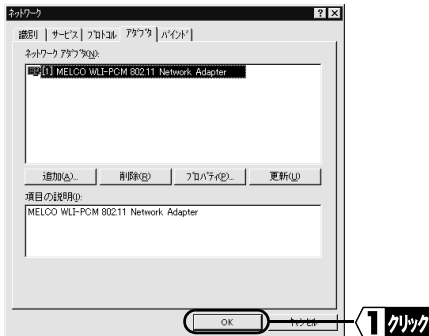 ネットワーク
識別 サービス プロトコル アダプタ バインド
ネットワーク アダプタ(N):
[1] MELCO WLI-PCM 802.11 Network Adapter
追加(A)... 削除(R) プロパティ(P)... 更新(U)
項目の説明(I):
MELCO WLI-PCM 802.11 Network Adapter
OK キャンセル
1 クリック